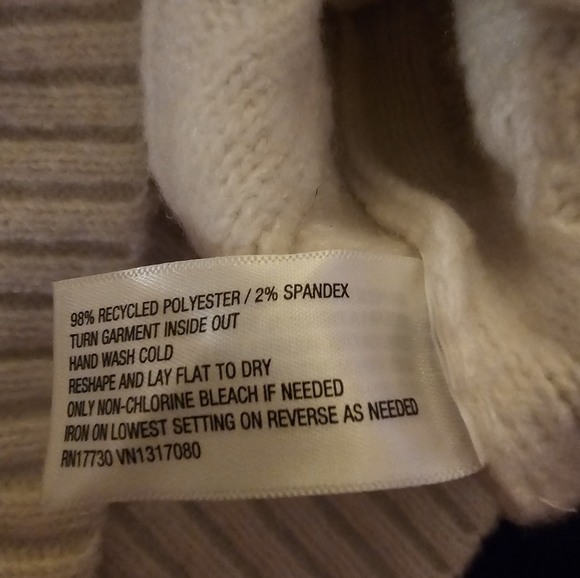 98% RECYCLED POLYESTER / 2% SPANDEX
TURN GARMENT INSIDE OUT
HAND WASH COLD
RESHAPE AND LAY FLAT TO DRY
ONLY NON-CHLORINE BLEACH IF NEEDED
IRON ON LOWEST SETTING ON REVERSE AS NEEDED
RN17730 VN1317080